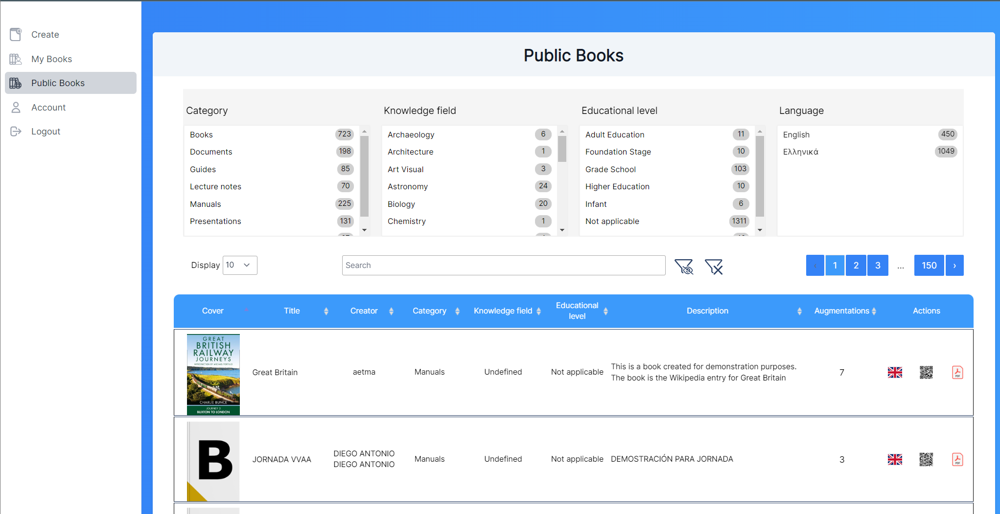 Create
My Books
Public Books
Account
Logout
Public Books
Category
Books 723
Documents 198
Guides 85
Lecture notes 70
Manuals 225
Presentations 131
Knowledge field
Archaeology 6
Architecture 1
Art Visual 3
Astronomy 24
Biology 20
Chemistry 1
Educational level
Adult Education 11
Foundation Stage 10
Grade School 103
Higher Education 10
Infant 6
Not applicable 1311
Language
English 450
Ελληνικά 1049
Display 10
Search
‹ 1 2 3 ... 150 ›
Cover Title Creator Category Knowledge field Educational level Description Augmentations Actions
GREAT
BRITISH
RAILWAY
JOURNEYS
INTRODUCTION BY MICHAEL PORTILLO
CHARLIE BUNCE
JOURNEY 3
BUXTON TO LONDON
Great Britain aetma Manuals Undefined Not applicable
This is a book created for demonstration purposes.
The book is the Wikipedia entry for Great Britain
7
PDF
B
JORNADA VVAA
DIEGO ANTONIO
DIEGO ANTONIO
Manuals Undefined Not applicable DEMOSTRACIÓN PARA JORNADA 3
PDF